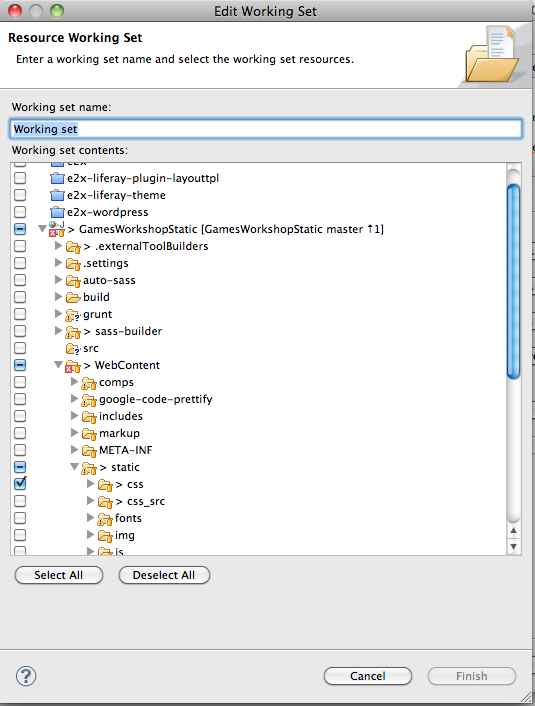 Edit Working Set
Resource Working Set
Enter a working set name and select the working set resources.
Working set name:
Working set
Working set contents:
e2x
e2x-liferay-plugin-layouttpl
e2x-liferay-theme
e2x-wordpress
> GamesWorkshopStatic [GamesWorkshopStatic master ↑1]
> .externalToolBuilders
.settings
auto-sass
build
grunt
> sass-builder
src
> WebContent
comps
google-code-prettify
includes
markup
META-INF
> static
> css
> css_src
fonts
img
js
Select All
Deselect All
?
Cancel
Finish